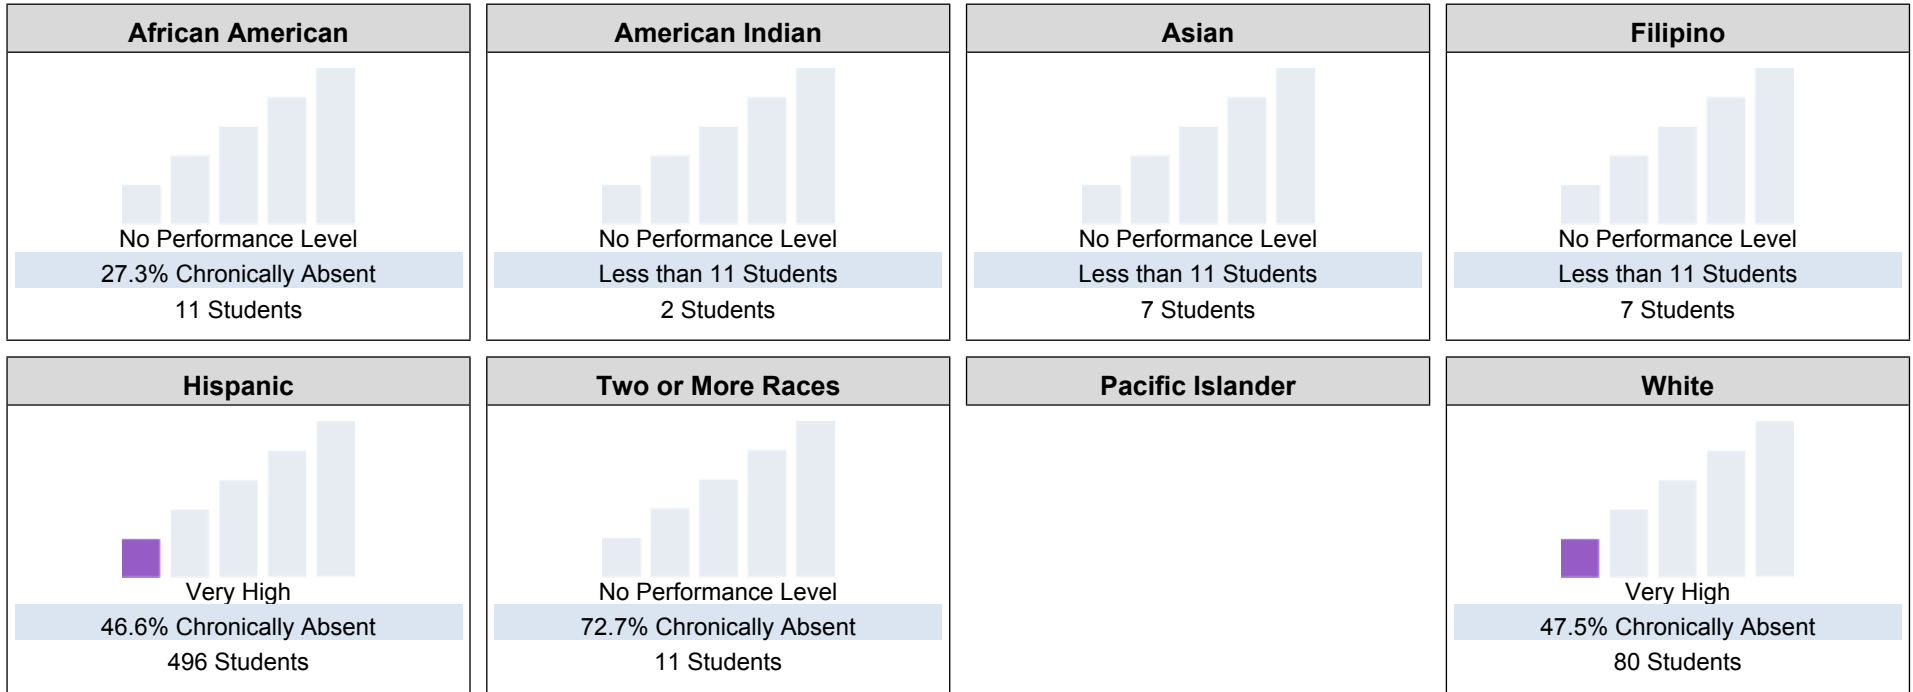 African American
No Performance Level
27.3% Chronically Absent
11 Students
American Indian
No Performance Level
Less than 11 Students
2 Students
Asian
No Performance Level
Less than 11 Students
7 Students
Filipino
No Performance Level
Less than 11 Students
7 Students
Hispanic
Very High
46.6% Chronically Absent
496 Students
Two or More Races
No Performance Level
72.7% Chronically Absent
11 Students
Pacific Islander
White
Very High
47.5% Chronically Absent
80 Students